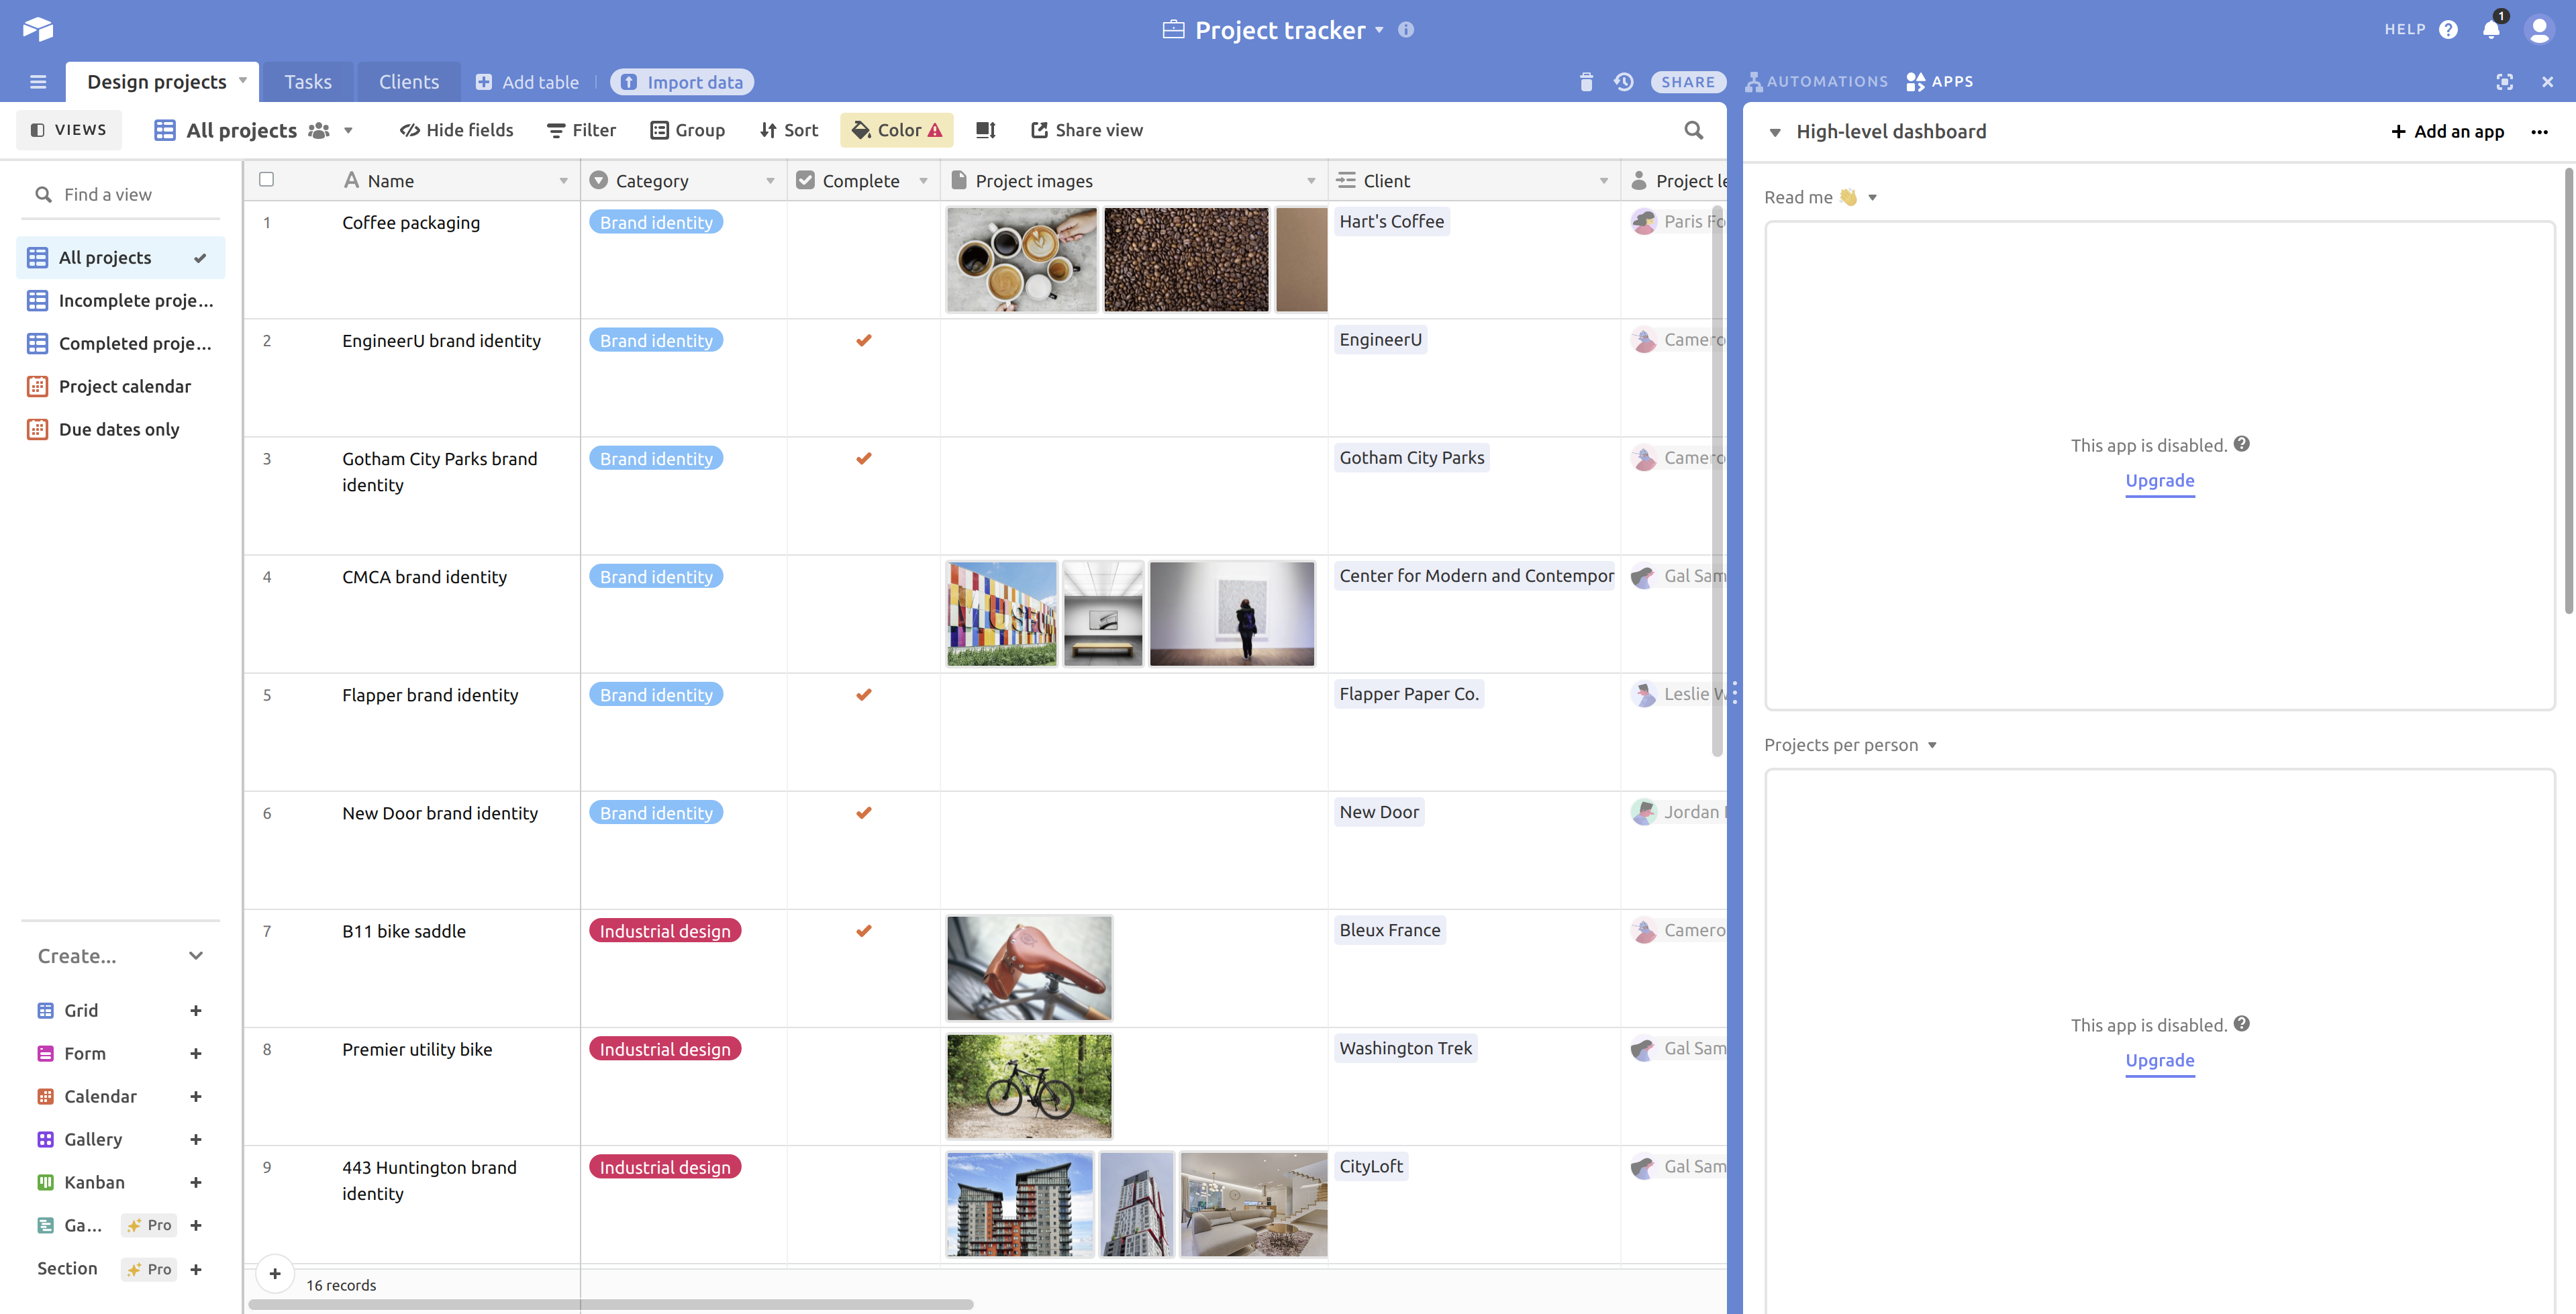 Project tracker
HELP
1
Design projects
Tasks
Clients
Add table
Import data
SHARE
AUTOMATIONS
APPS
VIEWS
All projects
Hide fields
Filter
Group
Sort
Color
Share view
High-level dashboard
Add an app
Find a view
All projects
Incomplete proje...
Completed proje...
Project calendar
Due dates only
Create...
Grid
Form
Calendar
Gallery
Kanban
Ga... Pro
Section Pro
Name Category Complete Project images Client Project le
1 Coffee packaging Brand identity Hart's Coffee Paris Fo
2 EngineerU brand identity Brand identity EngineerU Camero
3 Gotham City Parks brand Brand identity Gotham City Parks Camero
identity
4 CMCA brand identity Brand identity Center for Modern and Contempor Gal Sam
5 Flapper brand identity Brand identity Flapper Paper Co. Leslie W
6 New Door brand identity Brand identity New Door Jordan
7 B11 bike saddle Industrial design Bleux France Camero
8 Premier utility bike Industrial design Washington Trek Gal Sam
9 443 Huntington brand Industrial design CityLoft Gal Sam
identity
16 records
Read me 👋
This app is disabled.
Upgrade
Projects per person
This app is disabled.
Upgrade